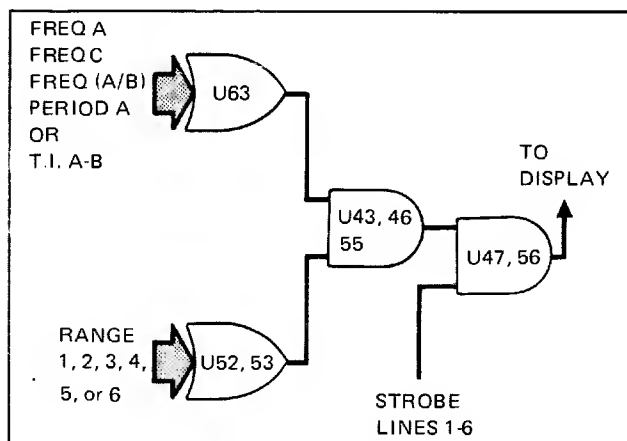 FREQ A
FREQ C
FREQ (A/B)
PERIOD A
OR
T.I. A-B
U63
TO
DISPLAY
U43, 46
55
U47, 56
RANGE
1, 2, 3, 4,
5, or 6
U52, 53
STROBE
LINES 1-6